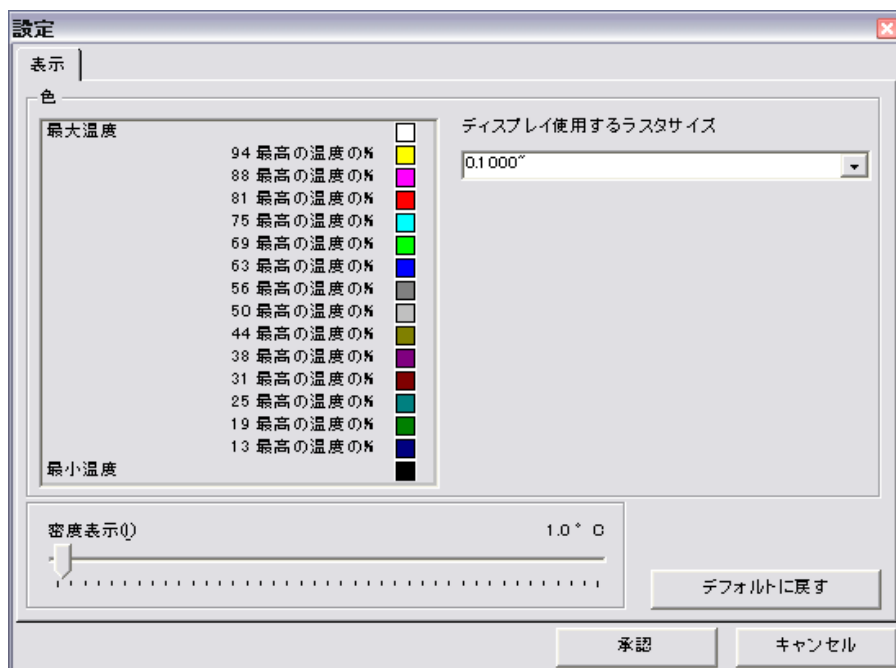 設定
表示
色
最大温度
94 最高の温度の%
88 最高の温度の%
81 最高の温度の%
75 最高の温度の%
69 最高の温度の%
63 最高の温度の%
56 最高の温度の%
50 最高の温度の%
44 最高の温度の%
38 最高の温度の%
31 最高の温度の%
25 最高の温度の%
19 最高の温度の%
13 最高の温度の%
最小温度
ディスプレイ使用するラスタサイズ
0.1000"
密度表示(I)
1.0° C
デフォルトに戻す
承認
キャンセル